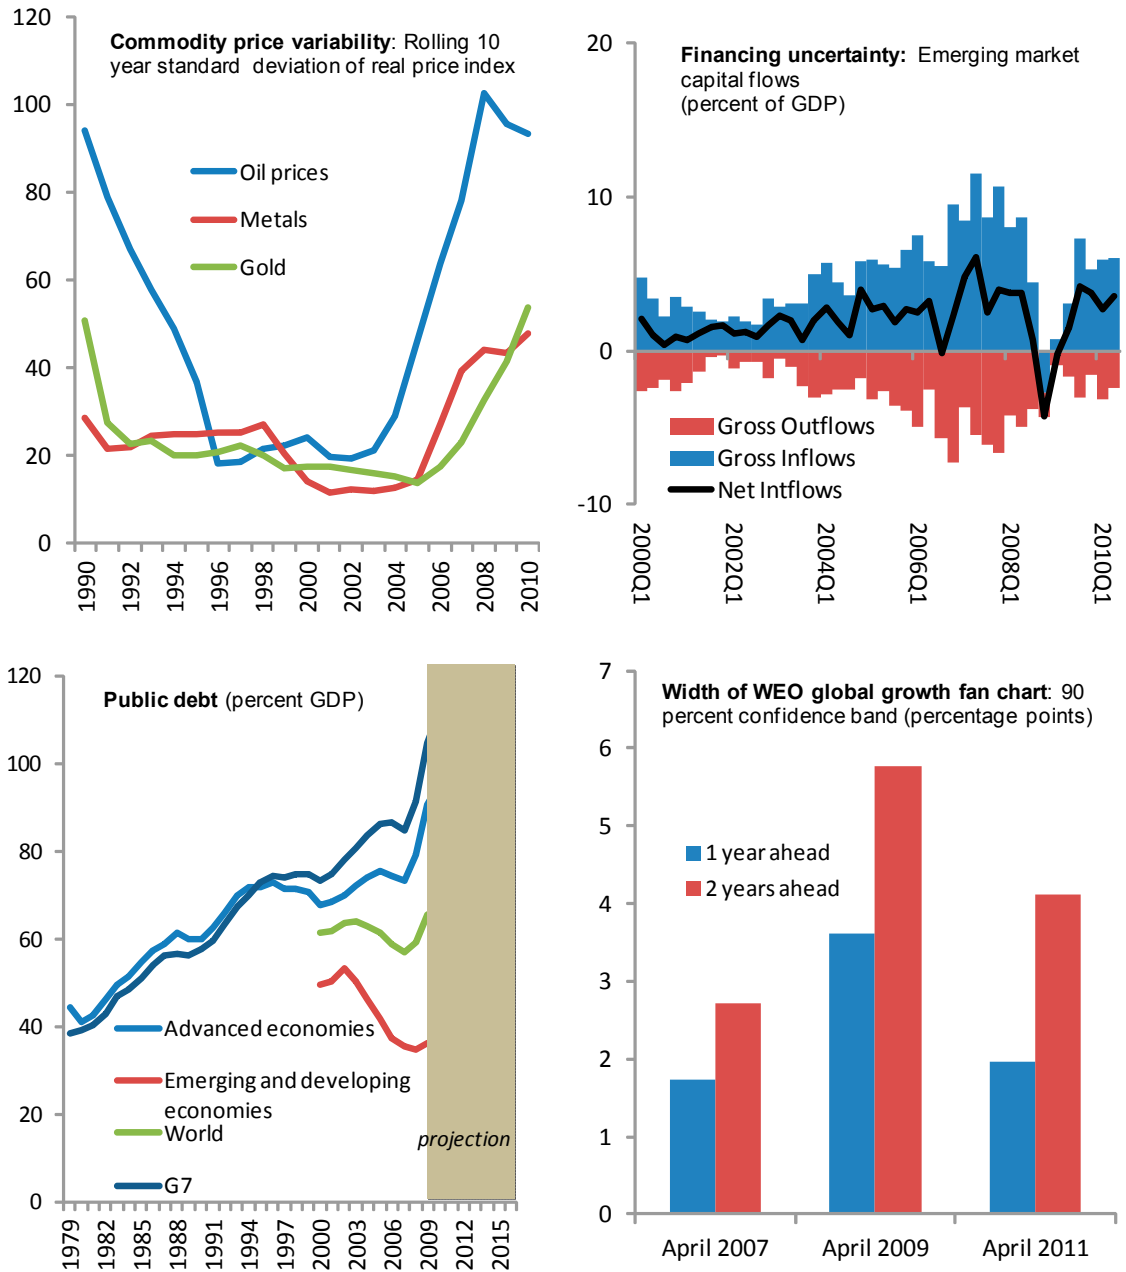 120
100
80
60
40
20
0
Commodity price variability: Rolling 10
year standard deviation of real price index
Oil prices
Metals
Gold
1990
1992
1994
1996
1998
2000
2002
2004
2006
2008
2010
20
10
0
-10
Financing uncertainty: Emerging market
capital flows
(percent of GDP)
Gross Outflows
Gross Inflows
Net Intflows
2000Q1
2002Q1
2004Q1
2006Q1
2008Q1
2010Q1
120
100
80
60
40
20
0
Public debt (percent GDP)
Advanced economies
Emerging and developing
economies
World
G7
projection
1979
1982
1985
1988
1991
1994
1997
2000
2003
2006
2009
2012
2015
7
6
5
4
3
2
1
0
Width of WEO global growth fan chart: 90
percent confidence band (percentage points)
1 year ahead
2 years ahead
April 2007
April 2009
April 2011